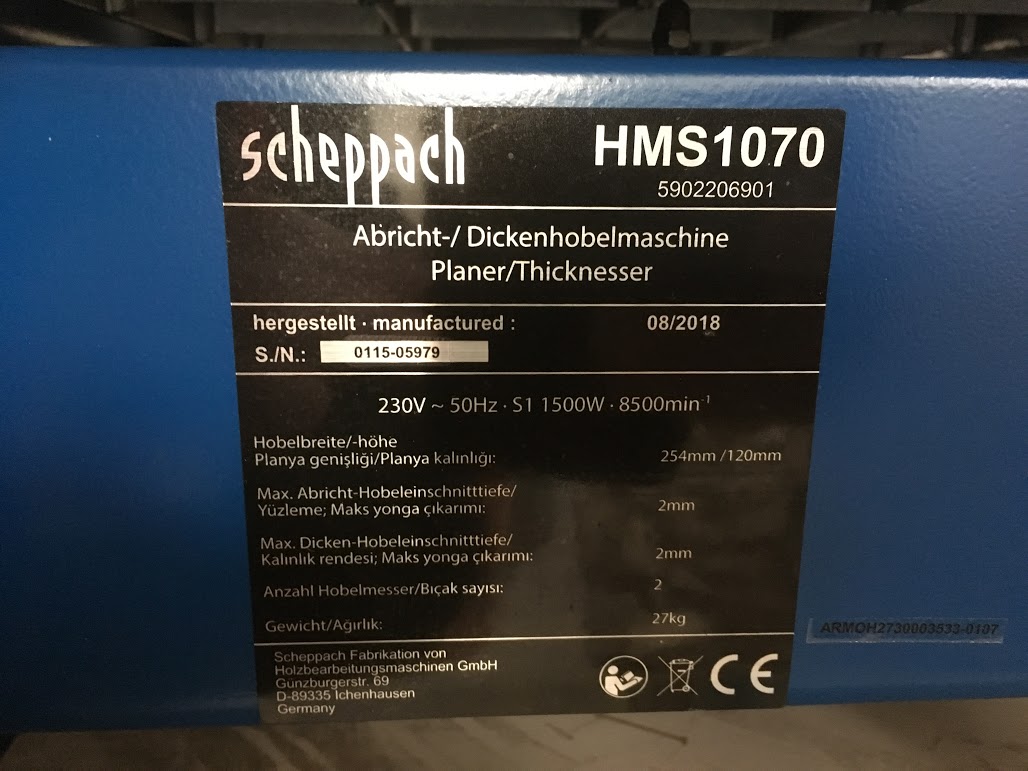 scheppach HMS1070
5902206901
Abricht-/ Dickenhobelmaschine
Planer/Thicknesser
hergestellt · manufactured : 08/2018
S./N.: 0115-05979
230V ~ 50Hz · S1 1500W · 8500min⁻¹
Hobelbreite/-höhe
Planya genişliği/Planya kalınlığı: 254mm /120mm
Max. Abricht-Hobeleinschnitttiefe/
Yüzleme; Maks yonga çıkarımı: 2mm
Max. Dicken-Hobeleinschnitttiefe/
Kalınlık rendesi; Maks yonga çıkarımı: 2mm
Anzahl Hobelmesser/Bıçak sayısı: 2
Gewicht/Ağırlık: 27kg
ARMOH2730003533-0107
Scheppach Fabrikation von
Holzbearbeitungsmaschinen GmbH
Günzburgerstr. 69
D-89335 Ichenhausen
Germany
CE